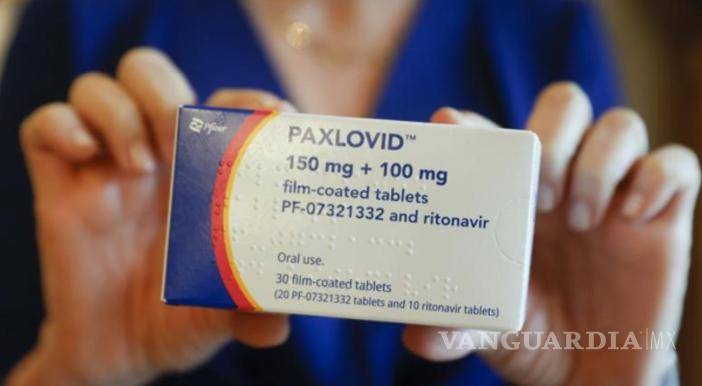 Pfizer
PAXLOVID™
150 mg + 100 mg
film-coated tablets
PF-07321332 and ritonavir
Oral use.
30 film-coated tablets
(20 PF-07321332 tablets and 10 ritonavir tablets)
VANGUARDIA|MX